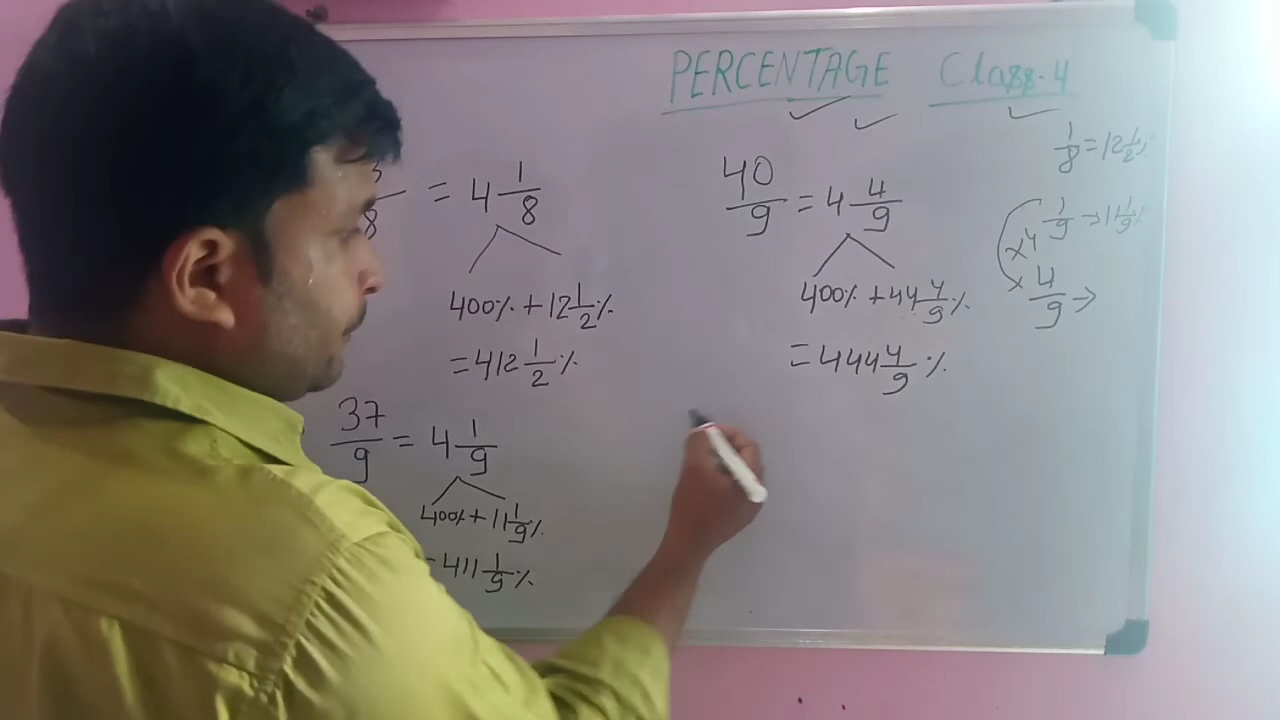 PERCENTAGE Class-4
3/8 = 4 1/8
400% + 12 1/2 %
= 412 1/2 %
37/9 = 4 1/9
400% + 11 1/9 %
= 411 1/9 %
40/9 = 4 4/9
400% + 44 4/9 %
= 444 4/9 %
1/8 = 12 1/2 %
1/9 → 11 1/9 %
×4
× 4/9 →